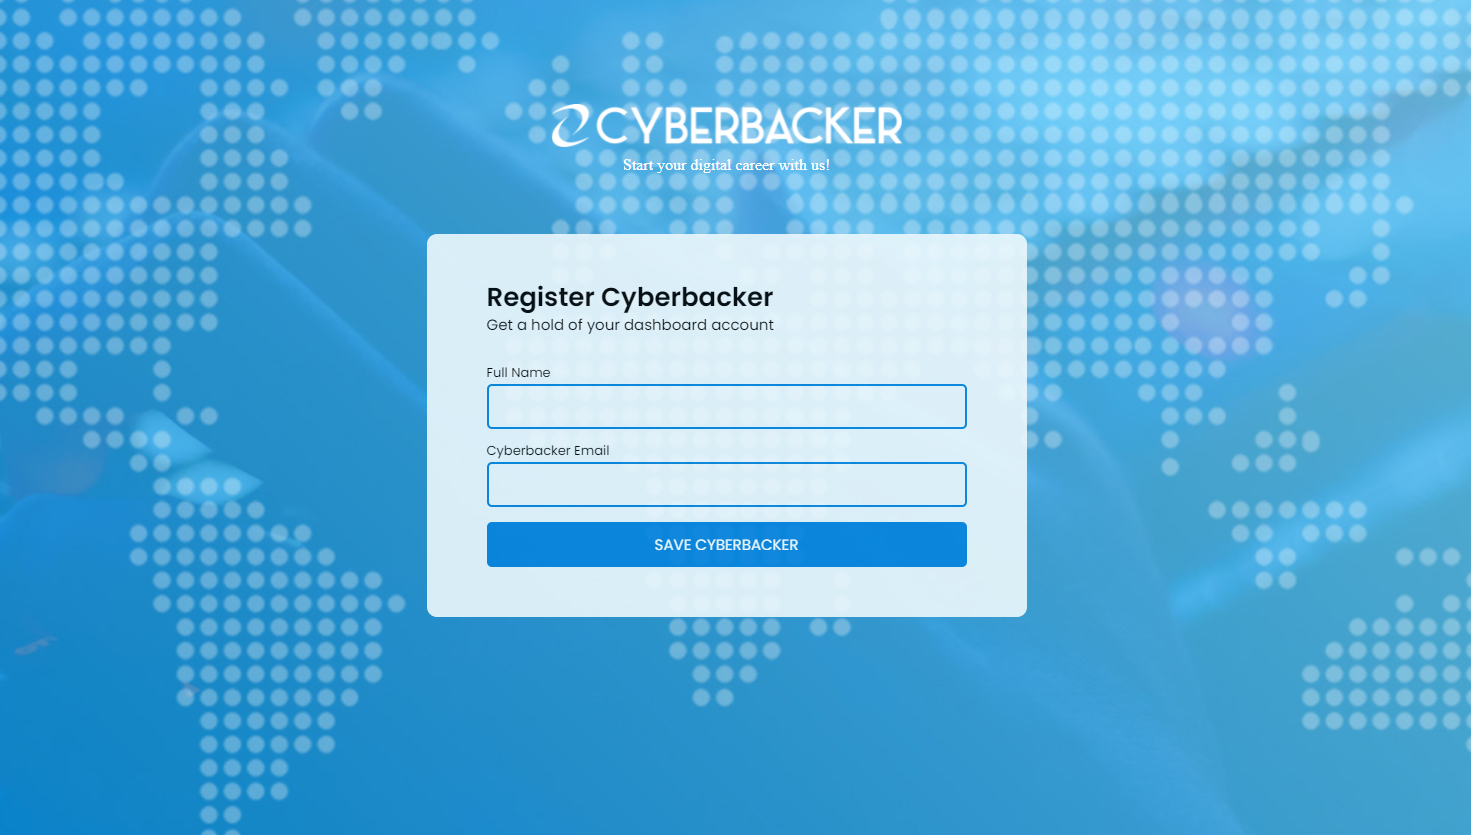 CYBERBACKER
Start your digital career with us!
Register Cyberbacker
Get a hold of your dashboard account
Full Name
Cyberbacker Email
SAVE CYBERBACKER